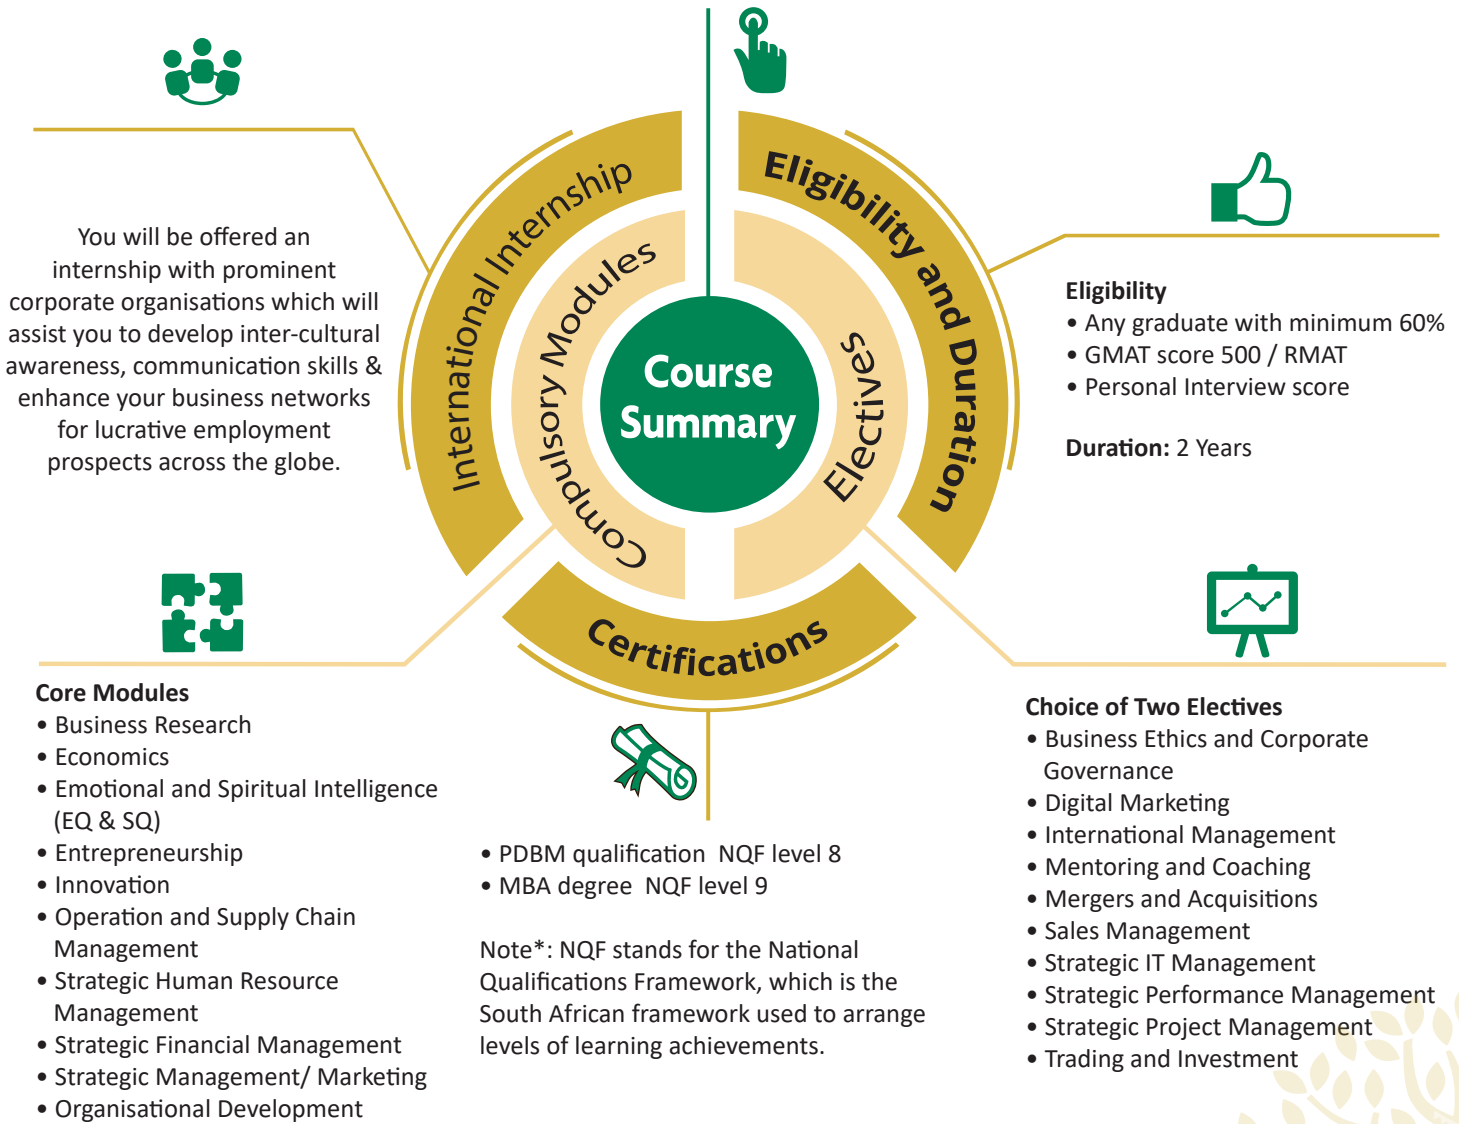 International Internship
Compulsory Modules
Eligibility and Duration
Electives
Course
Summary
Certifications
You will be offered an
internship with prominent
corporate organisations which will
assist you to develop inter-cultural
awareness, communication skills &
enhance your business networks
for lucrative employment
prospects across the globe.
Eligibility
• Any graduate with minimum 60%
• GMAT score 500 / RMAT
• Personal Interview score
Duration: 2 Years
Core Modules
• Business Research
• Economics
• Emotional and Spiritual Intelligence
(EQ & SQ)
• Entrepreneurship
• Innovation
• Operation and Supply Chain
Management
• Strategic Human Resource
Management
• Strategic Financial Management
• Strategic Management/ Marketing
• Organisational Development
• PDBM qualification NQF level 8
• MBA degree NQF level 9
Note*: NQF stands for the National
Qualifications Framework, which is the
South African framework used to arrange
levels of learning achievements.
Choice of Two Electives
• Business Ethics and Corporate
Governance
• Digital Marketing
• International Management
• Mentoring and Coaching
• Mergers and Acquisitions
• Sales Management
• Strategic IT Management
• Strategic Performance Management
• Strategic Project Management
• Trading and Investment